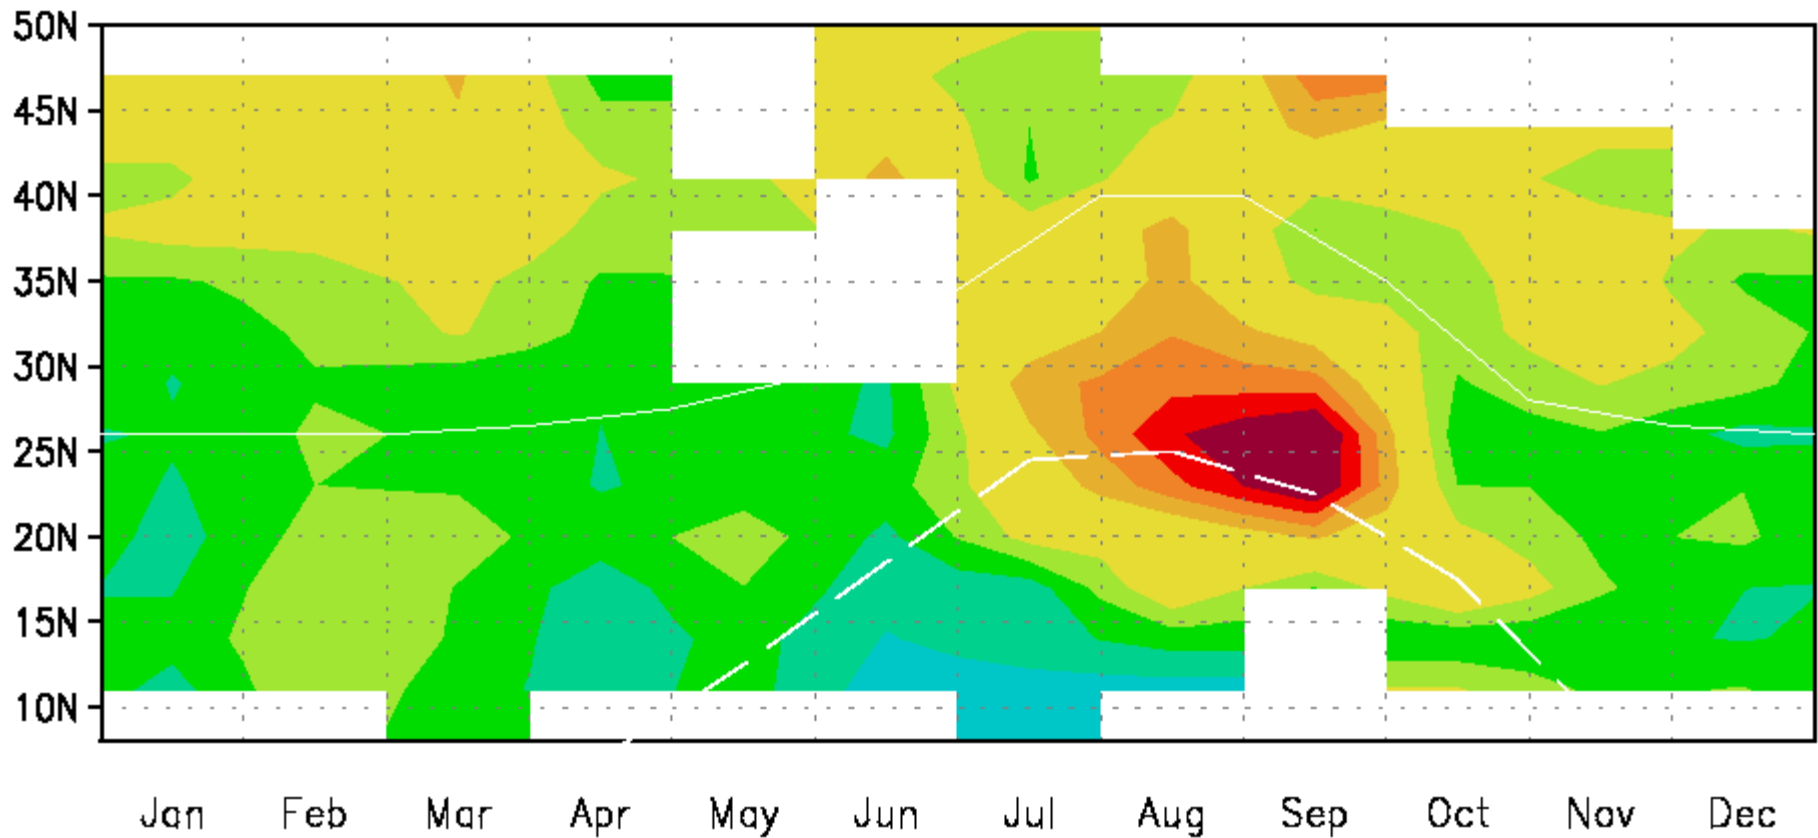 50N
45N
40N
35N
30N
25N
20N
15N
10N
Jan Feb Mar Apr May Jun Jul Aug Sep Oct Nov Dec